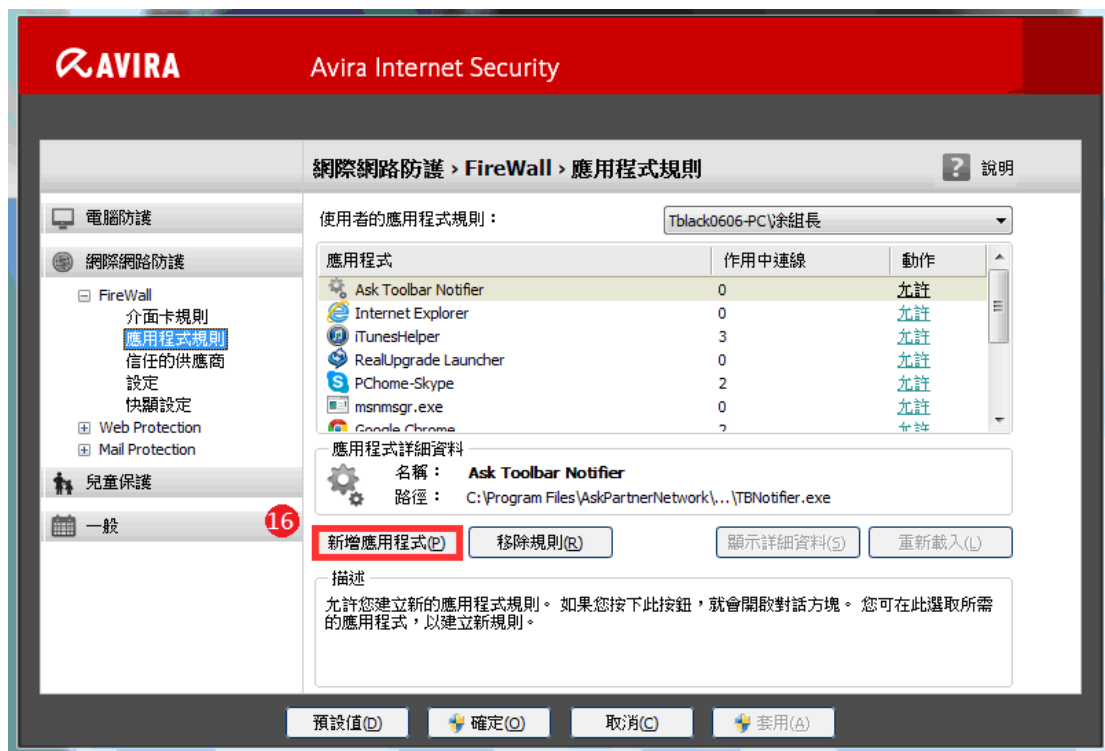 AVIRA Avira Internet Security
網際網路防護 › FireWall › 應用程式規則 ? 說明
電腦防護
網際網路防護
FireWall
介面卡規則
應用程式規則
信任的供應商
設定
快顯設定
Web Protection
Mail Protection
兒童保護
一般
使用者的應用程式規則： Tblack0606-PC\涂組長
應用程式 作用中連線 動作
Ask Toolbar Notifier 0 允許
Internet Explorer 0 允許
iTunesHelper 3 允許
RealUpgrade Launcher 0 允許
PChome-Skype 2 允許
msnmsgr.exe 0 允許
Google Chrome 2 允許
應用程式詳細資料
名稱： Ask Toolbar Notifier
路徑： C:\Program Files\AskPartnerNetwork\...\TBNotifier.exe
16
新增應用程式(P) 移除規則(R) 顯示詳細資料(S) 重新載入(L)
描述
允許您建立新的應用程式規則。 如果您按下此按鈕，就會開啟對話方塊。 您可在此選取所需
的應用程式，以建立新規則。
預設值(D) 確定(O) 取消(C) 套用(A)